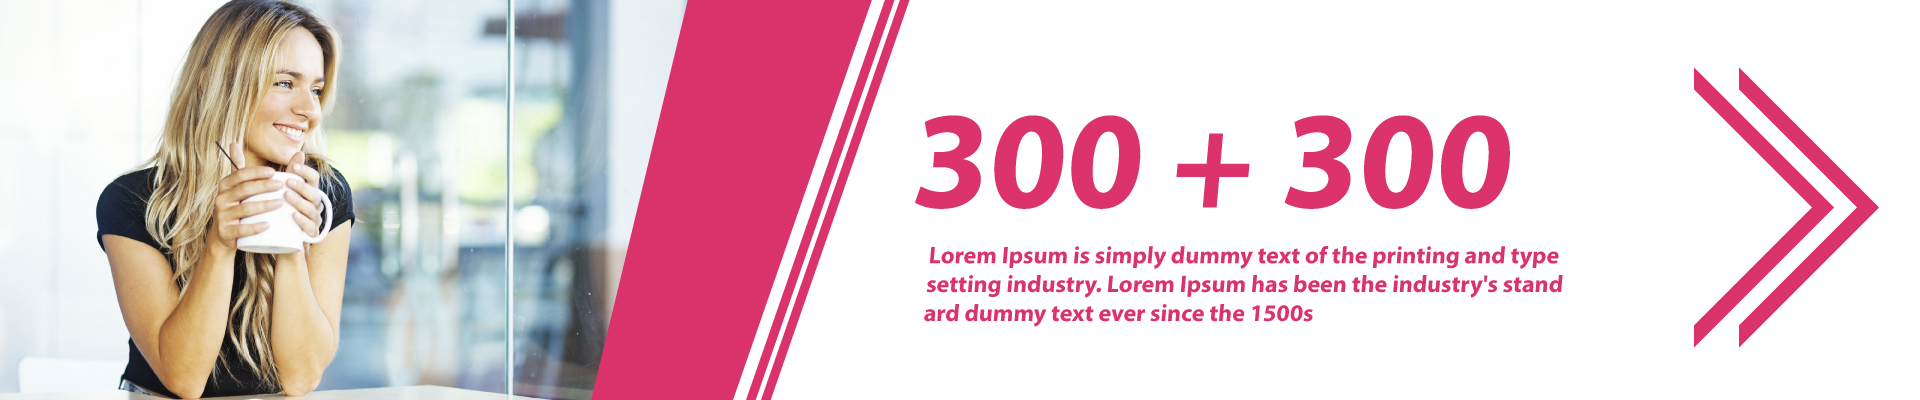 300 + 300
Lorem Ipsum is simply dummy text of the printing and type
setting industry. Lorem Ipsum has been the industry's stand
ard dummy text ever since the 1500s